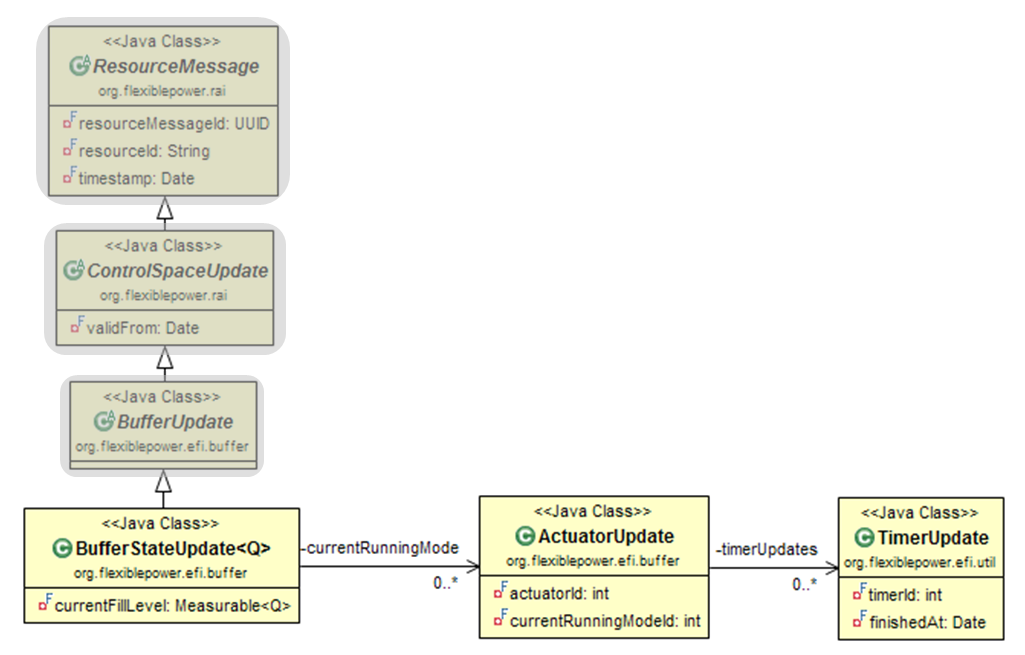 <<Java Class>>
ResourceMessage
org.flexiblepower.rai
resourceMessageId: UUID
resourceId: String
timestamp: Date
<<Java Class>>
ControlSpaceUpdate
org.flexiblepower.rai
validFrom: Date
<<Java Class>>
BufferUpdate
org.flexiblepower.efi.buffer
<<Java Class>>
BufferStateUpdate<Q>
org.flexiblepower.efi.buffer
currentFillLevel: Measurable<Q>
-currentRunningMode
0..*
<<Java Class>>
ActuatorUpdate
org.flexiblepower.efi.buffer
actuatorId: int
currentRunningModeId: int
-timerUpdates
0..*
<<Java Class>>
TimerUpdate
org.flexiblepower.efi.util
timerId: int
finishedAt: Date